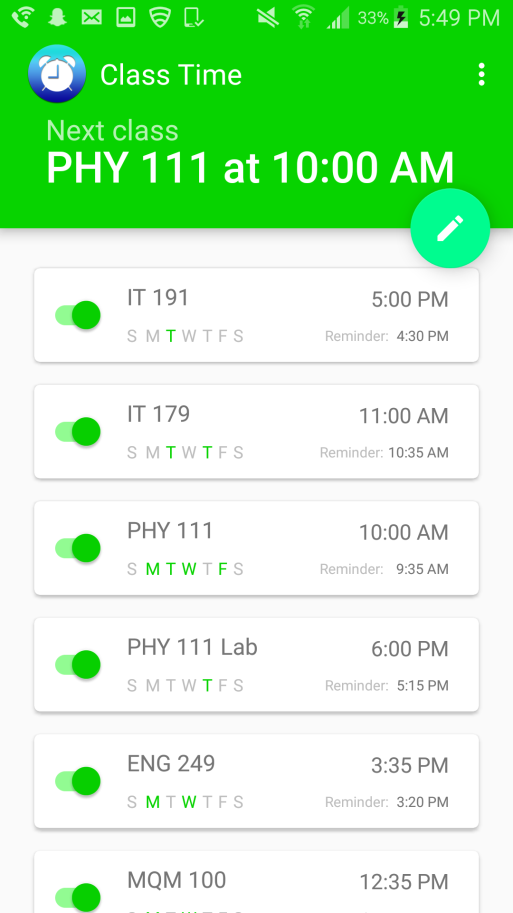 33% 5:49 PM
Class Time
Next class
PHY 111 at 10:00 AM
IT 191 5:00 PM
S M T W T F S Reminder: 4:30 PM
IT 179 11:00 AM
S M T W T F S Reminder: 10:35 AM
PHY 111 10:00 AM
S M T W T F S Reminder: 9:35 AM
PHY 111 Lab 6:00 PM
S M T W T F S Reminder: 5:15 PM
ENG 249 3:35 PM
S M T W T F S Reminder: 3:20 PM
MQM 100 12:35 PM